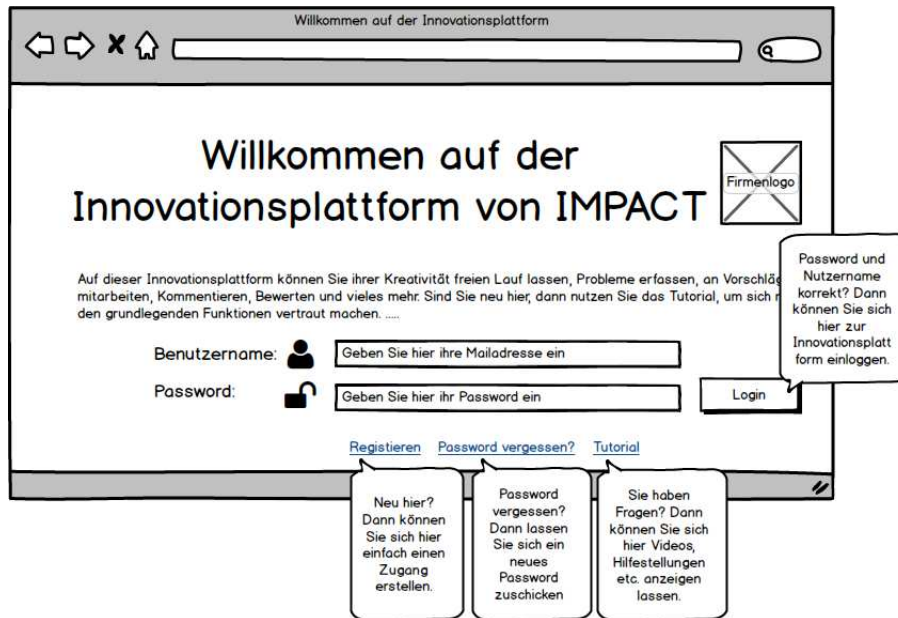 Willkommen auf der Innovationsplattform
Willkommen auf der
Innovationsplattform von IMPACT
Firmenlogo
Auf dieser Innovationsplattform können Sie ihrer Kreativität freien Lauf lassen, Probleme erfassen, an
mitarbeiten, Kommentieren, Bewerten und vieles mehr. Sind Sie neu hier, dann nutzen Sie das Tutorial, um sich
den grundlegenden Funktionen vertraut machen. .....
Password und
Nutzername
korrekt? Dann
können Sie sich
hier zur
Innovationsplatt
form einloggen.
Benutzername:
Geben Sie hier ihre Mailadresse ein
Password:
Geben Sie hier ihr Password ein
Login
Registieren Password vergessen? Tutorial
Neu hier?
Dann können
Sie sich hier
einfach einen
Zugang
erstellen.
Password
vergessen?
Dann lassen
Sie sich ein
neues
Password
zuschicken
Sie haben
Fragen? Dann
können Sie sich
hier Videos,
Hilfestellungen
etc. anzeigen
lassen.